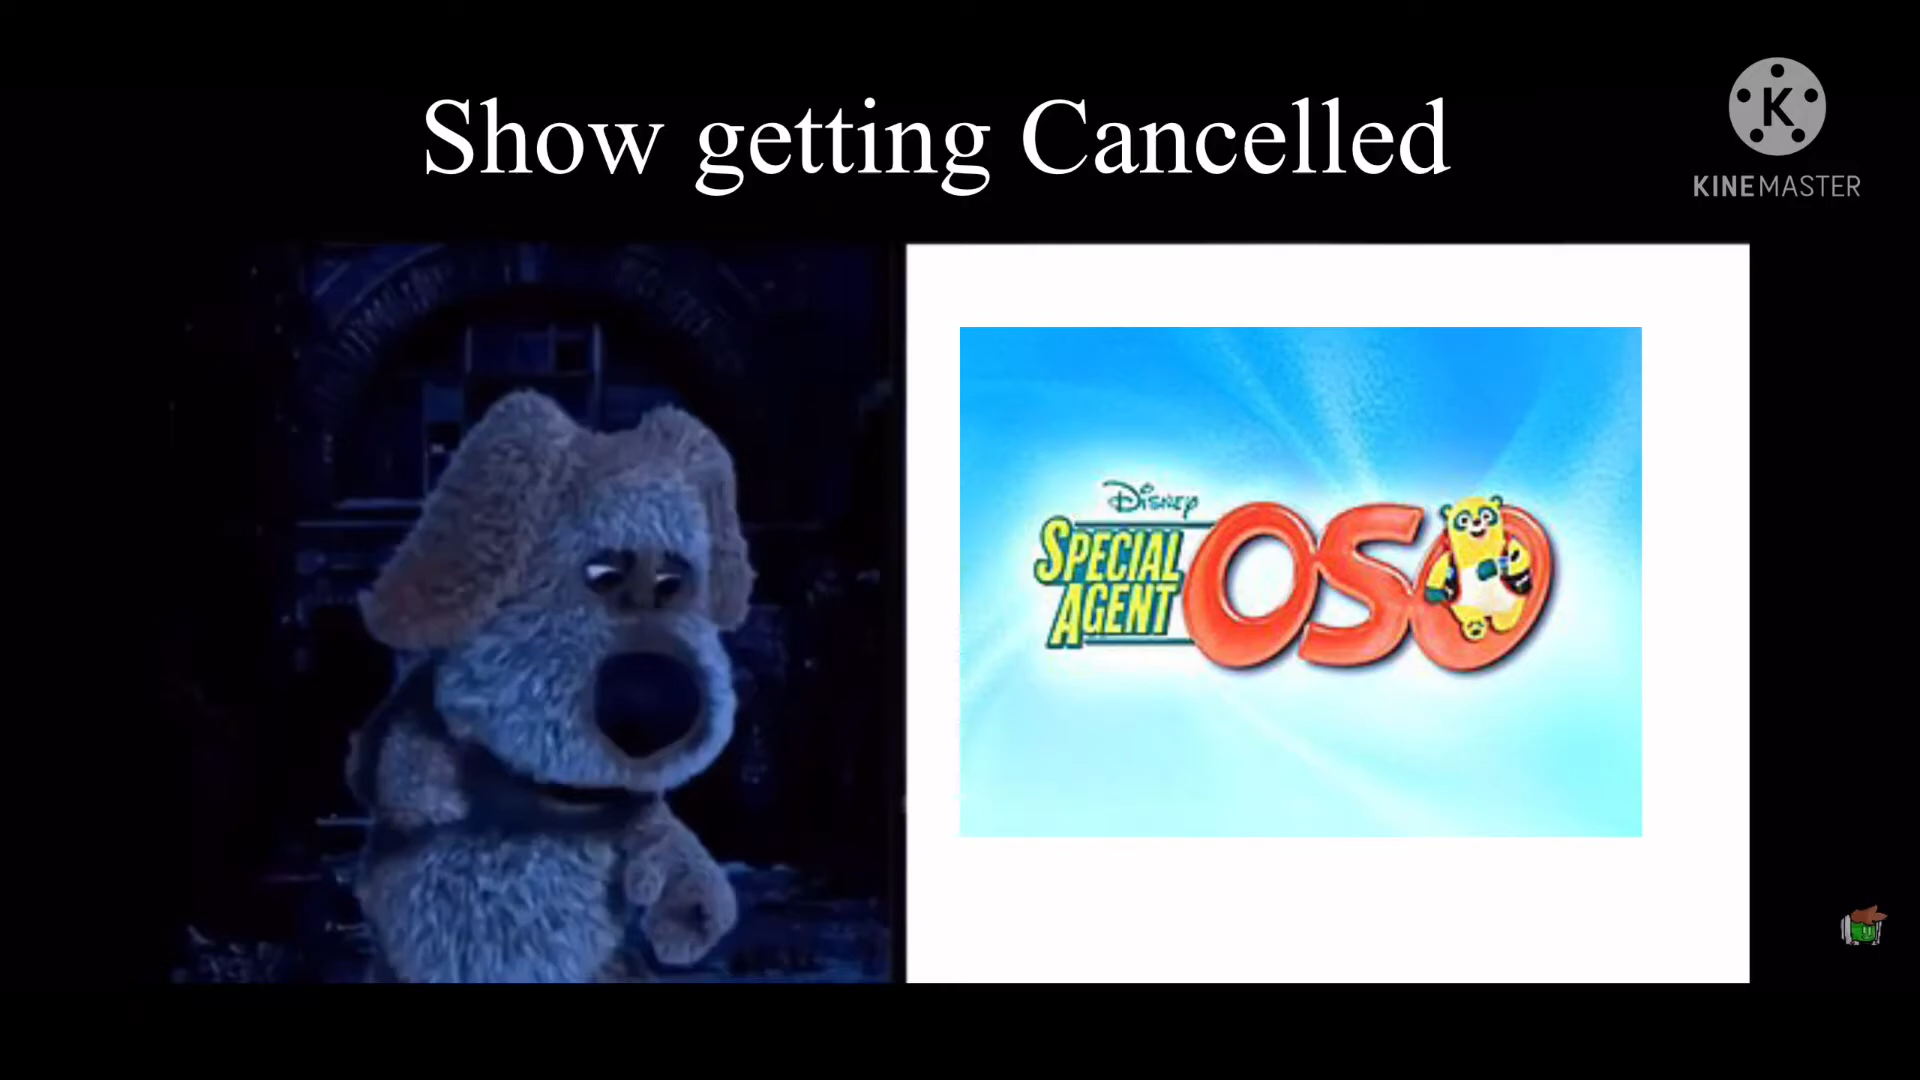 Show getting Cancelled
K
KINEMASTER
Disney
SPECIAL
AGENT
OSO